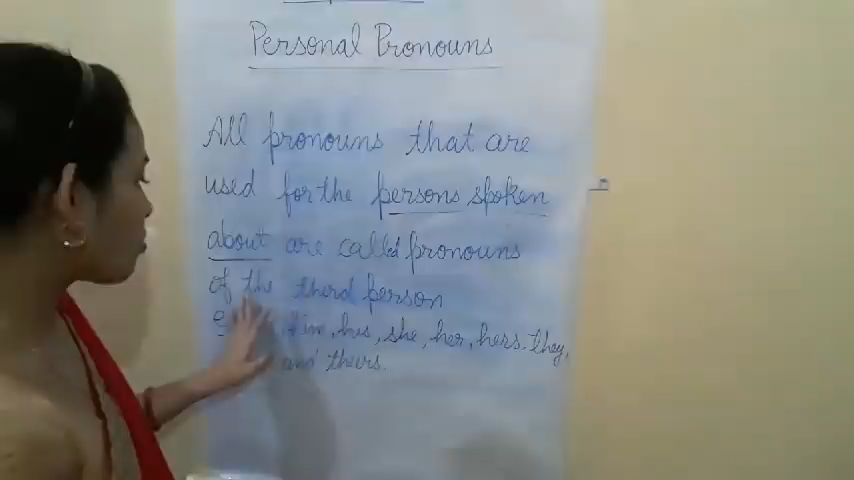 Personal Pronouns
All pronouns that are
used for the persons spoken
about are called pronouns
of the third person
him, his, she, her, hers, they,
and theirs.